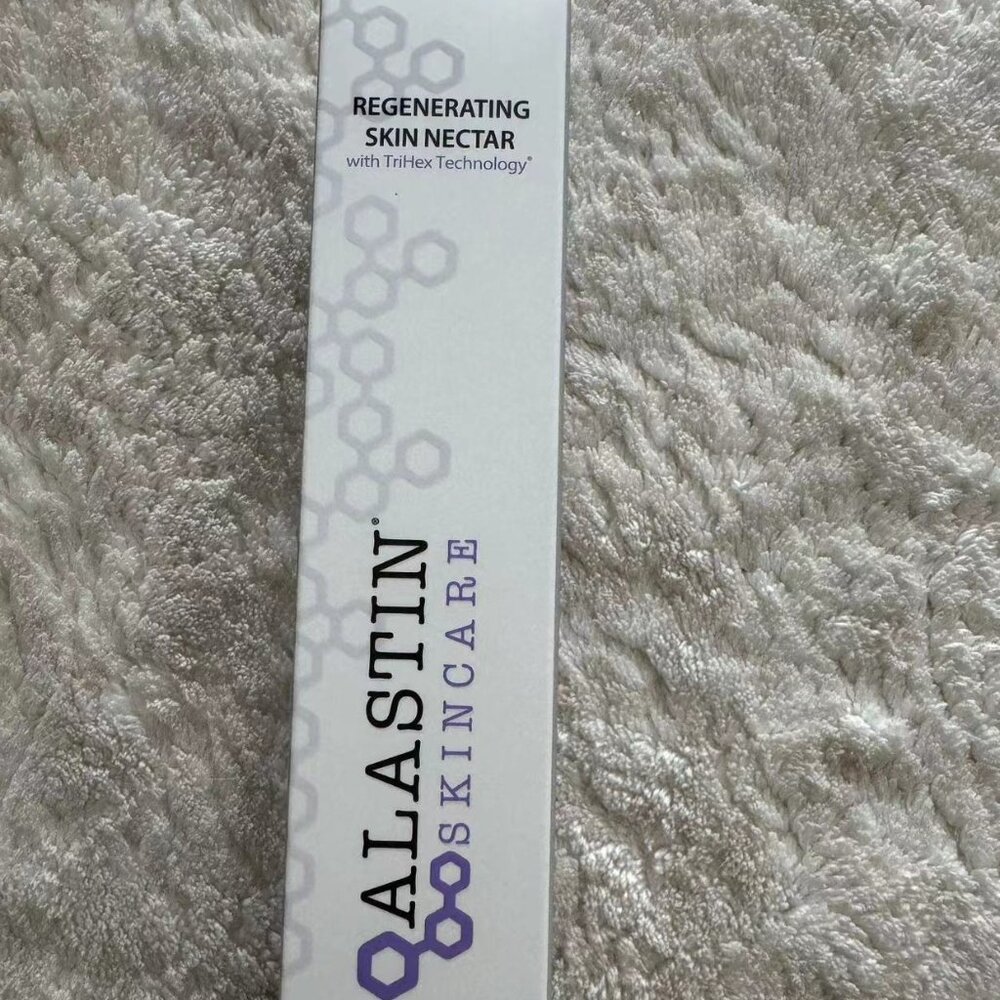 REGENERATING
SKIN NECTAR
with TriHex Technology®
ALASTIN®
SKINCARE